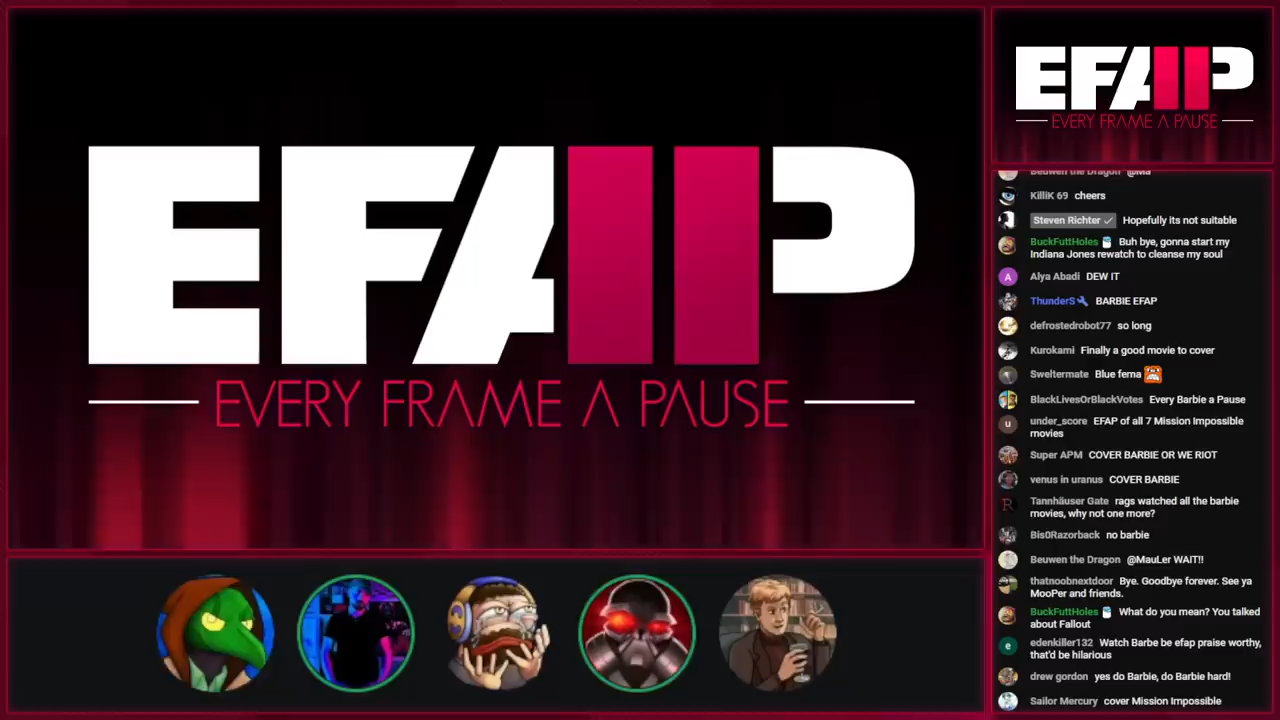 EFAP
EVERY FRAME A PAUSE
EFAP
EVERY FRAME A PAUSE
Beuwen the Dragon @Ma
KilliK 69 cheers
Steven Richter Hopefully its not suitable
BuckFuttHoles Buh bye, gonna start my
Indiana Jones rewatch to cleanse my soul
A Alya Abadi DEW IT
ThunderS BARBIE EFAP
defrostedrobot77 so long
Kurokami Finally a good movie to cover
Sweltermate Blue fema
BlackLivesOrBlackVotes Every Barbie a Pause
u under_score EFAP of all 7 Mission Impossible
movies
Super APM COVER BARBIE OR WE RIOT
venus in uranus COVER BARBIE
R Tannhäuser Gate rags watched all the barbie
movies, why not one more?
Bis0Razorback no barbie
Beuwen the Dragon @MauLer WAIT!!
thatnoobnextdoor Bye. Goodbye forever. See ya
MooPer and friends.
BuckFuttHoles What do you mean? You talked
about Fallout
e edenkiller132 Watch Barbe be efap praise worthy,
that'd be hilarious
drew gordon yes do Barbie, do Barbie hard!
Sailor Mercury cover Mission Impossible